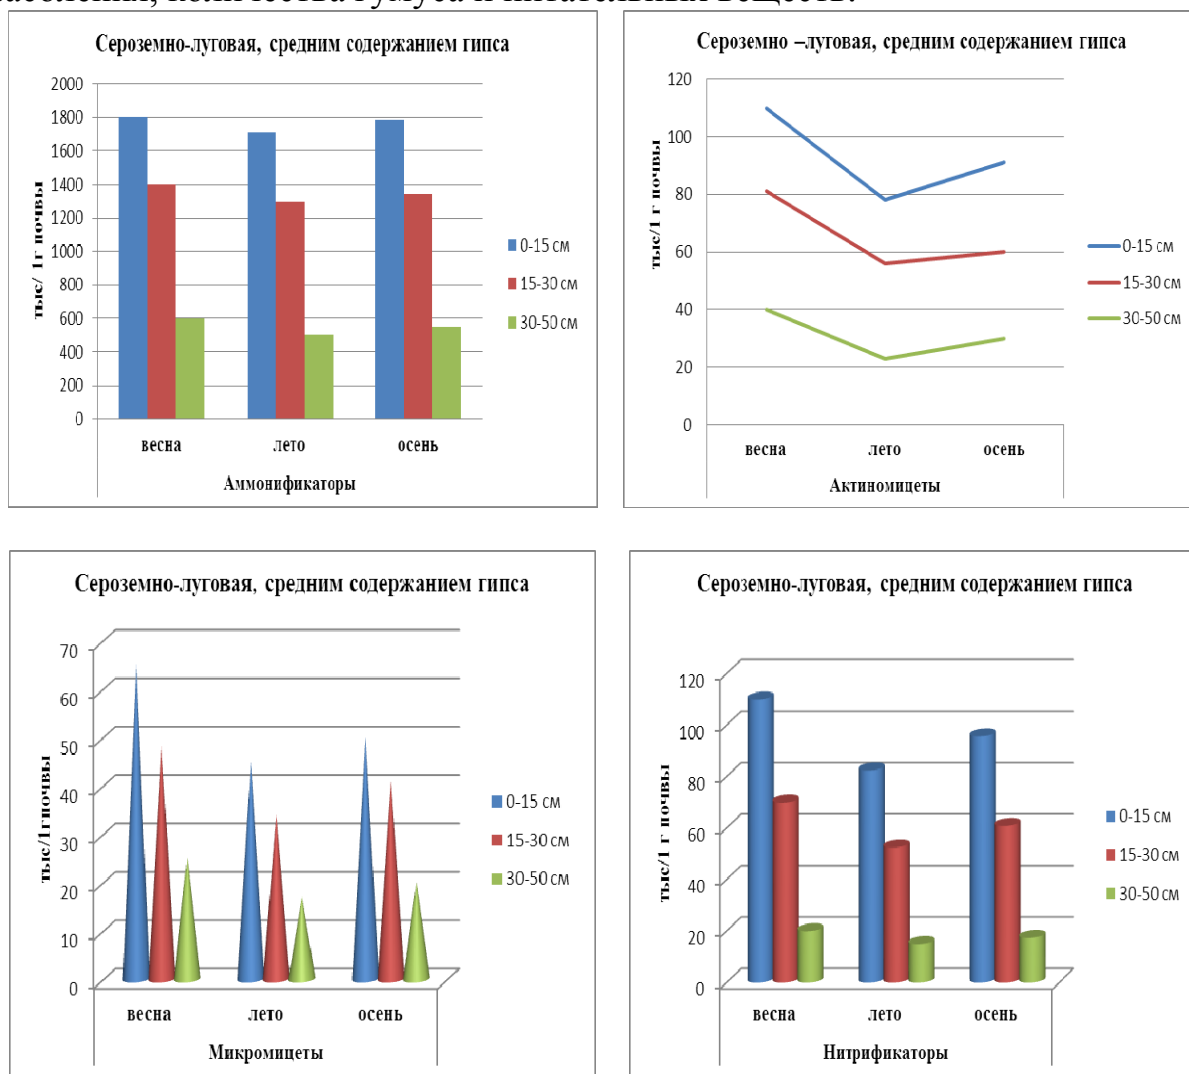 количества гумуса и питательных веществ.
Сероземно-луговая, средним содержанием гипса
2000
1800
1600
1400
1200
1000
800
600
400
200
0
тыс/ 1г почвы
весна лето осень
Аммонификаторы
0-15 см
15-30 см
30-50 см
Сероземно –луговая, средним содержанием гипса
120
100
80
60
40
20
0
тыс/1 г почвы
весна лето осень
Актиномицеты
0-15 см
15-30 см
30-50 см
Сероземно-луговая, средним содержанием гипса
70
60
50
40
30
20
10
0
тыс/1гпочвы
весна лето осень
Микромицеты
0-15 см
15-30 см
30-50 см
Сероземно-луговая, средним содержанием гипса
120
100
80
60
40
20
0
тыс/1 г почвы
весна лето осень
Нитрификаторы
0-15 см
15-30 см
30-50 см